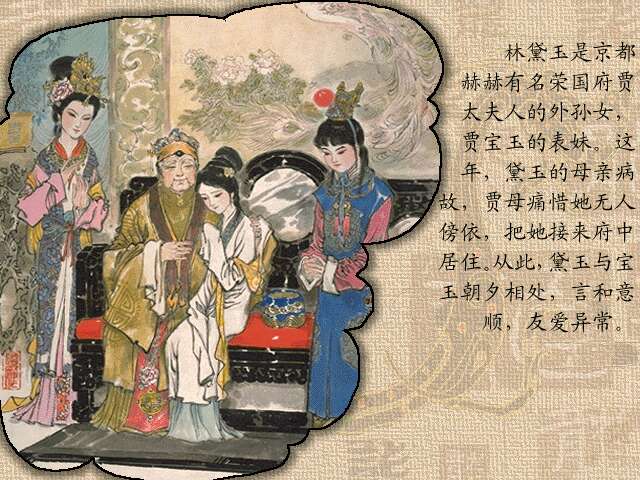 林黛玉是京都
赫赫有名荣国府贾
太夫人的外孙女，
贾宝玉的表妹。这
年，黛玉的母亲病
故，贾母痛惜她无人
傍依，把她接来府中
居住。从此，黛玉与宝
玉朝夕相处，言和意
顺，友爱异常。